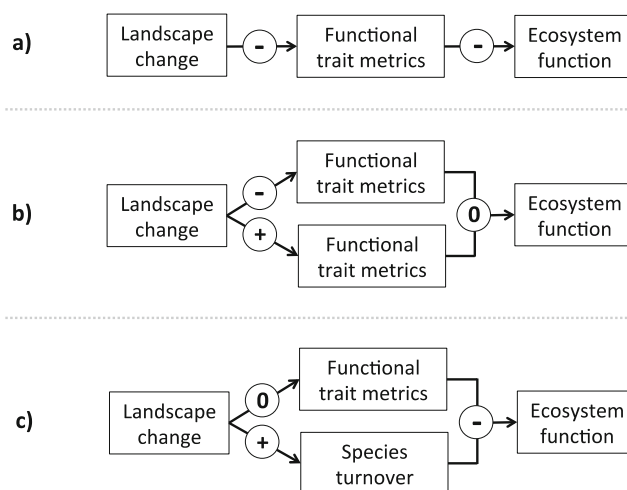 a)
Landscape
change
-
Functional
trait metrics
-
Ecosystem
function
b)
Landscape
change
-
+
Functional
trait metrics
Functional
trait metrics
0
Ecosystem
function
c)
Landscape
change
0
+
Functional
trait metrics
Species
turnover
-
Ecosystem
function